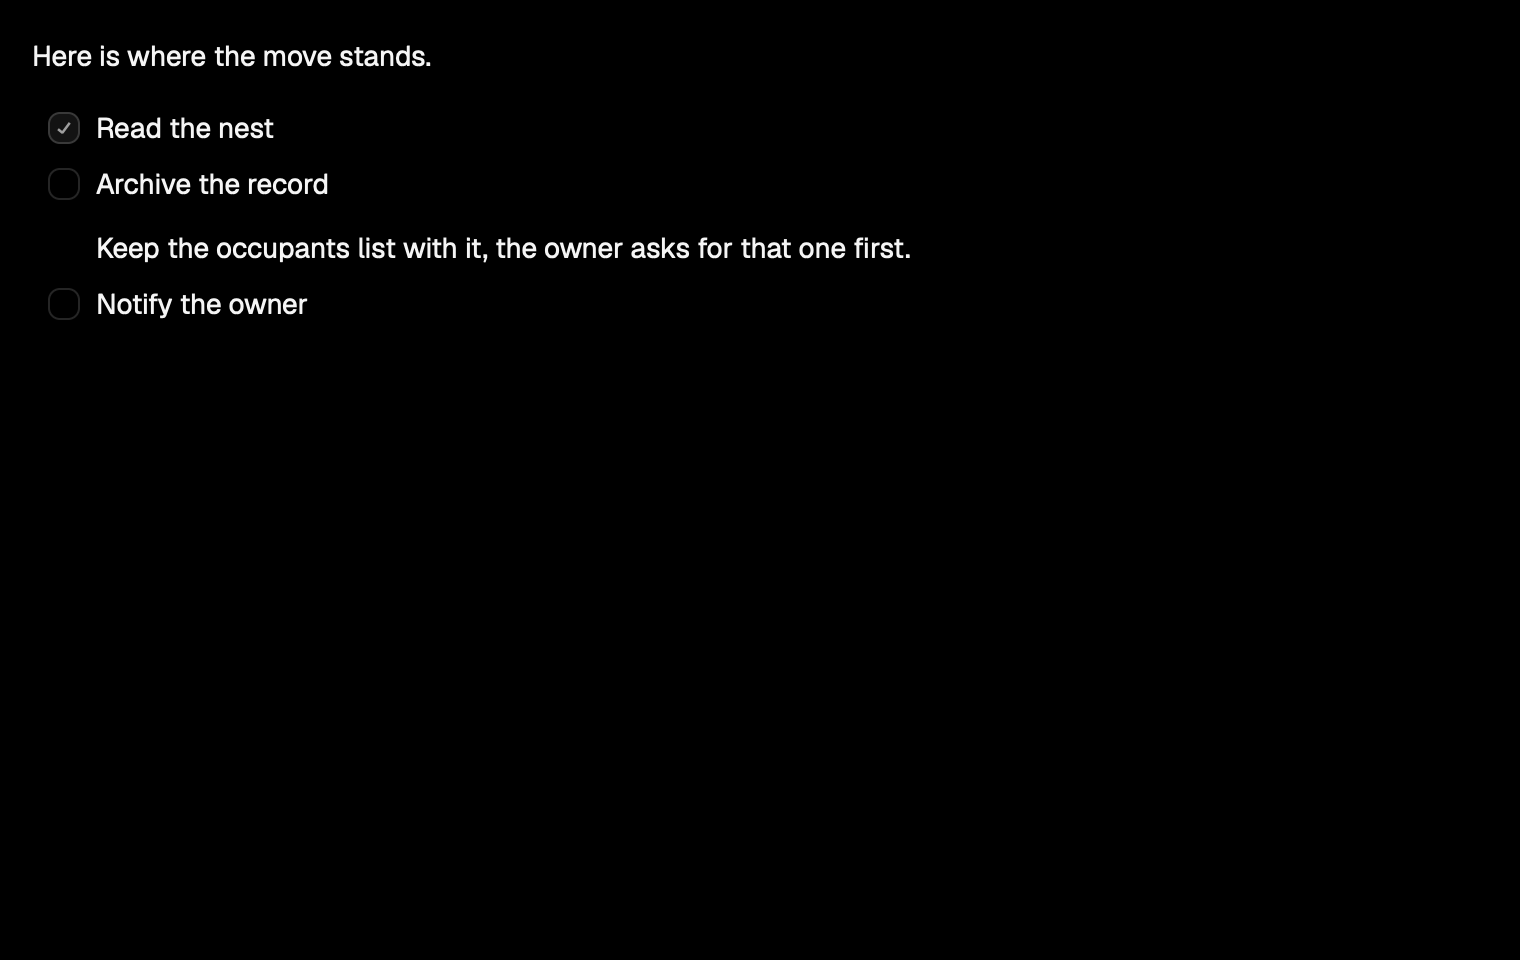 Here is where the move stands.
Read the nest
Archive the record
Keep the occupants list with it, the owner asks for that one first.
Notify the owner